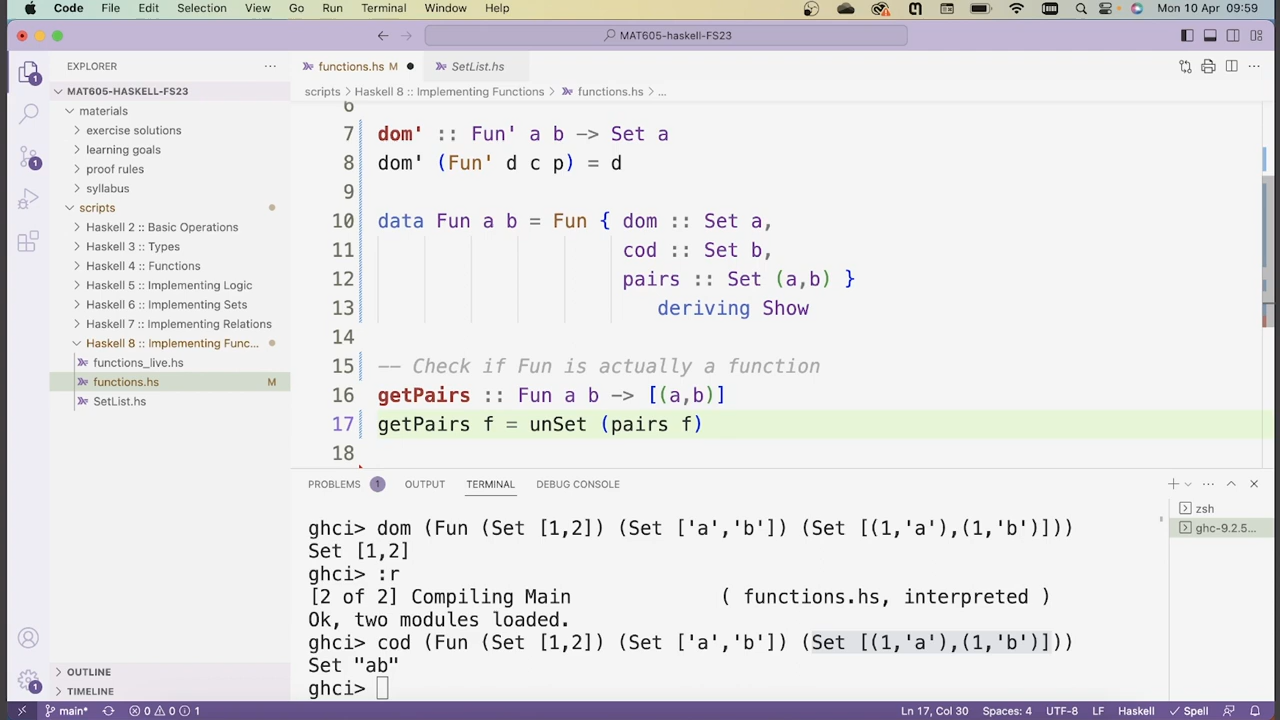 Code File Edit Selection View Go Run Terminal Window Help Mon 10 Apr 09:59
MAT605-haskell-FS23
EXPLORER
functions.hs M
SetList.hs
MAT605-HASKELL-FS23
scripts > Haskell 8 :: Implementing Functions > functions.hs > ...
materials
exercise solutions
learning goals
proof rules
syllabus
scripts
Haskell 2 :: Basic Operations
Haskell 3 :: Types
Haskell 4 :: Functions
Haskell 5 :: Implementing Logic
Haskell 6 :: Implementing Sets
Haskell 7 :: Implementing Relations
Haskell 8 :: Implementing Func...
functions_live.hs
functions.hs M
SetList.hs
OUTLINE
TIMELINE
6
7 dom' :: Fun' a b -> Set a
8 dom' (Fun' d c p) = d
9
10 data Fun a b = Fun { dom :: Set a,
11 cod :: Set b,
12 pairs :: Set (a,b) }
13 deriving Show
14
15 -- Check if Fun is actually a function
16 getPairs :: Fun a b -> [(a,b)]
17 getPairs f = unSet (pairs f)
18
PROBLEMS 1 OUTPUT TERMINAL DEBUG CONSOLE
ghci> dom (Fun (Set [1,2]) (Set ['a','b']) (Set [(1,'a'),(1,'b')]))
Set [1,2]
ghci> :r
[2 of 2] Compiling Main ( functions.hs, interpreted )
Ok, two modules loaded.
ghci> cod (Fun (Set [1,2]) (Set ['a','b']) (Set [(1,'a'),(1,'b')]))
Set "ab"
ghci>
zsh
ghc-9.2.5...
main* 0 0 1 Ln 17, Col 30 Spaces: 4 UTF-8 LF Haskell Spell